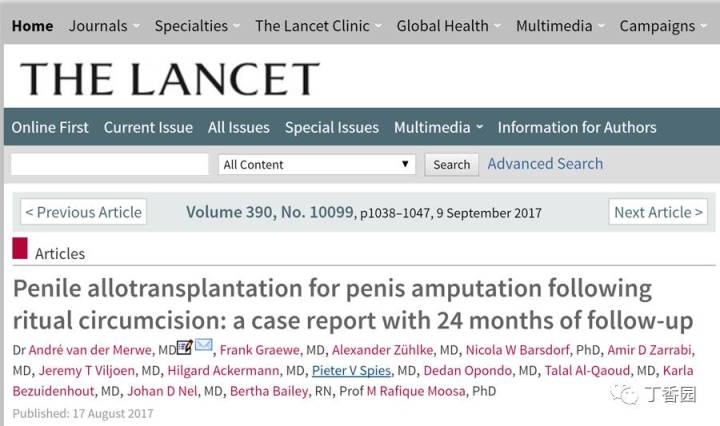 Home Journals Specialties The Lancet Clinic Global Health Multimedia Campaigns
THE LANCET
Online First Current Issue All Issues Special Issues Multimedia Information for Authors
All Content Search Advanced Search
< Previous Article Volume 390, No. 10099, p1038–1047, 9 September 2017 Next Article >
Articles
Penile allotransplantation for penis amputation following
ritual circumcision: a case report with 24 months of follow-up
Dr André van der Merwe, MD, Frank Graewe, MD, Alexander Zühlke, MD, Nicola W Barsdorf, PhD, Amir D Zarrabi,
MD, Jeremy T Viljoen, MD, Hilgard Ackermann, MD, Pieter V Spies, MD, Dedan Opondo, MD, Talal Al-Qaoud, MD, Karla
Bezuidenhout, MD, Johan D Nel, MD, Bertha Bailey, RN, Prof M Rafique Moosa, PhD
Published: 17 August 2017
丁香园